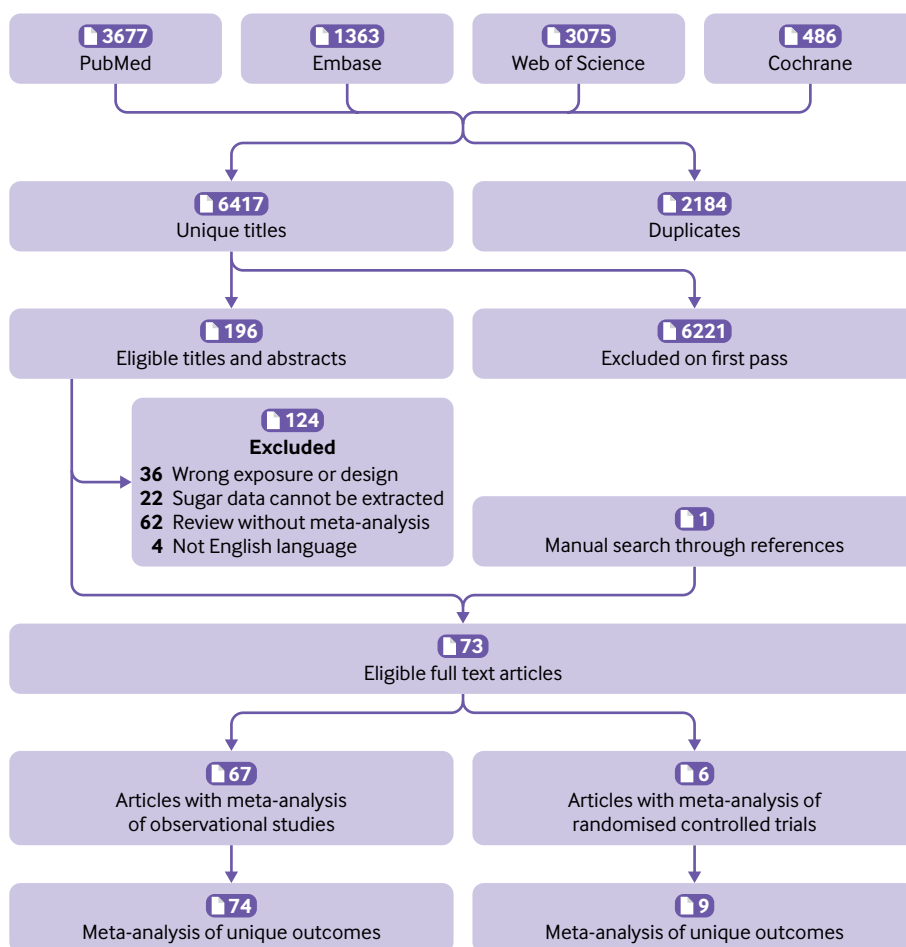 3677
PubMed
1363
Embase
3075
Web of Science
486
Cochrane
6417
Unique titles
2184
Duplicates
196
Eligible titles and abstracts
6221
Excluded on first pass
124
Excluded
36 Wrong exposure or design
22 Sugar data cannot be extracted
62 Review without meta-analysis
4 Not English language
1
Manual search through references
73
Eligible full text articles
67
Articles with meta-analysis
of observational studies
6
Articles with meta-analysis of
randomised controlled trials
74
Meta-analysis of unique outcomes
9
Meta-analysis of unique outcomes